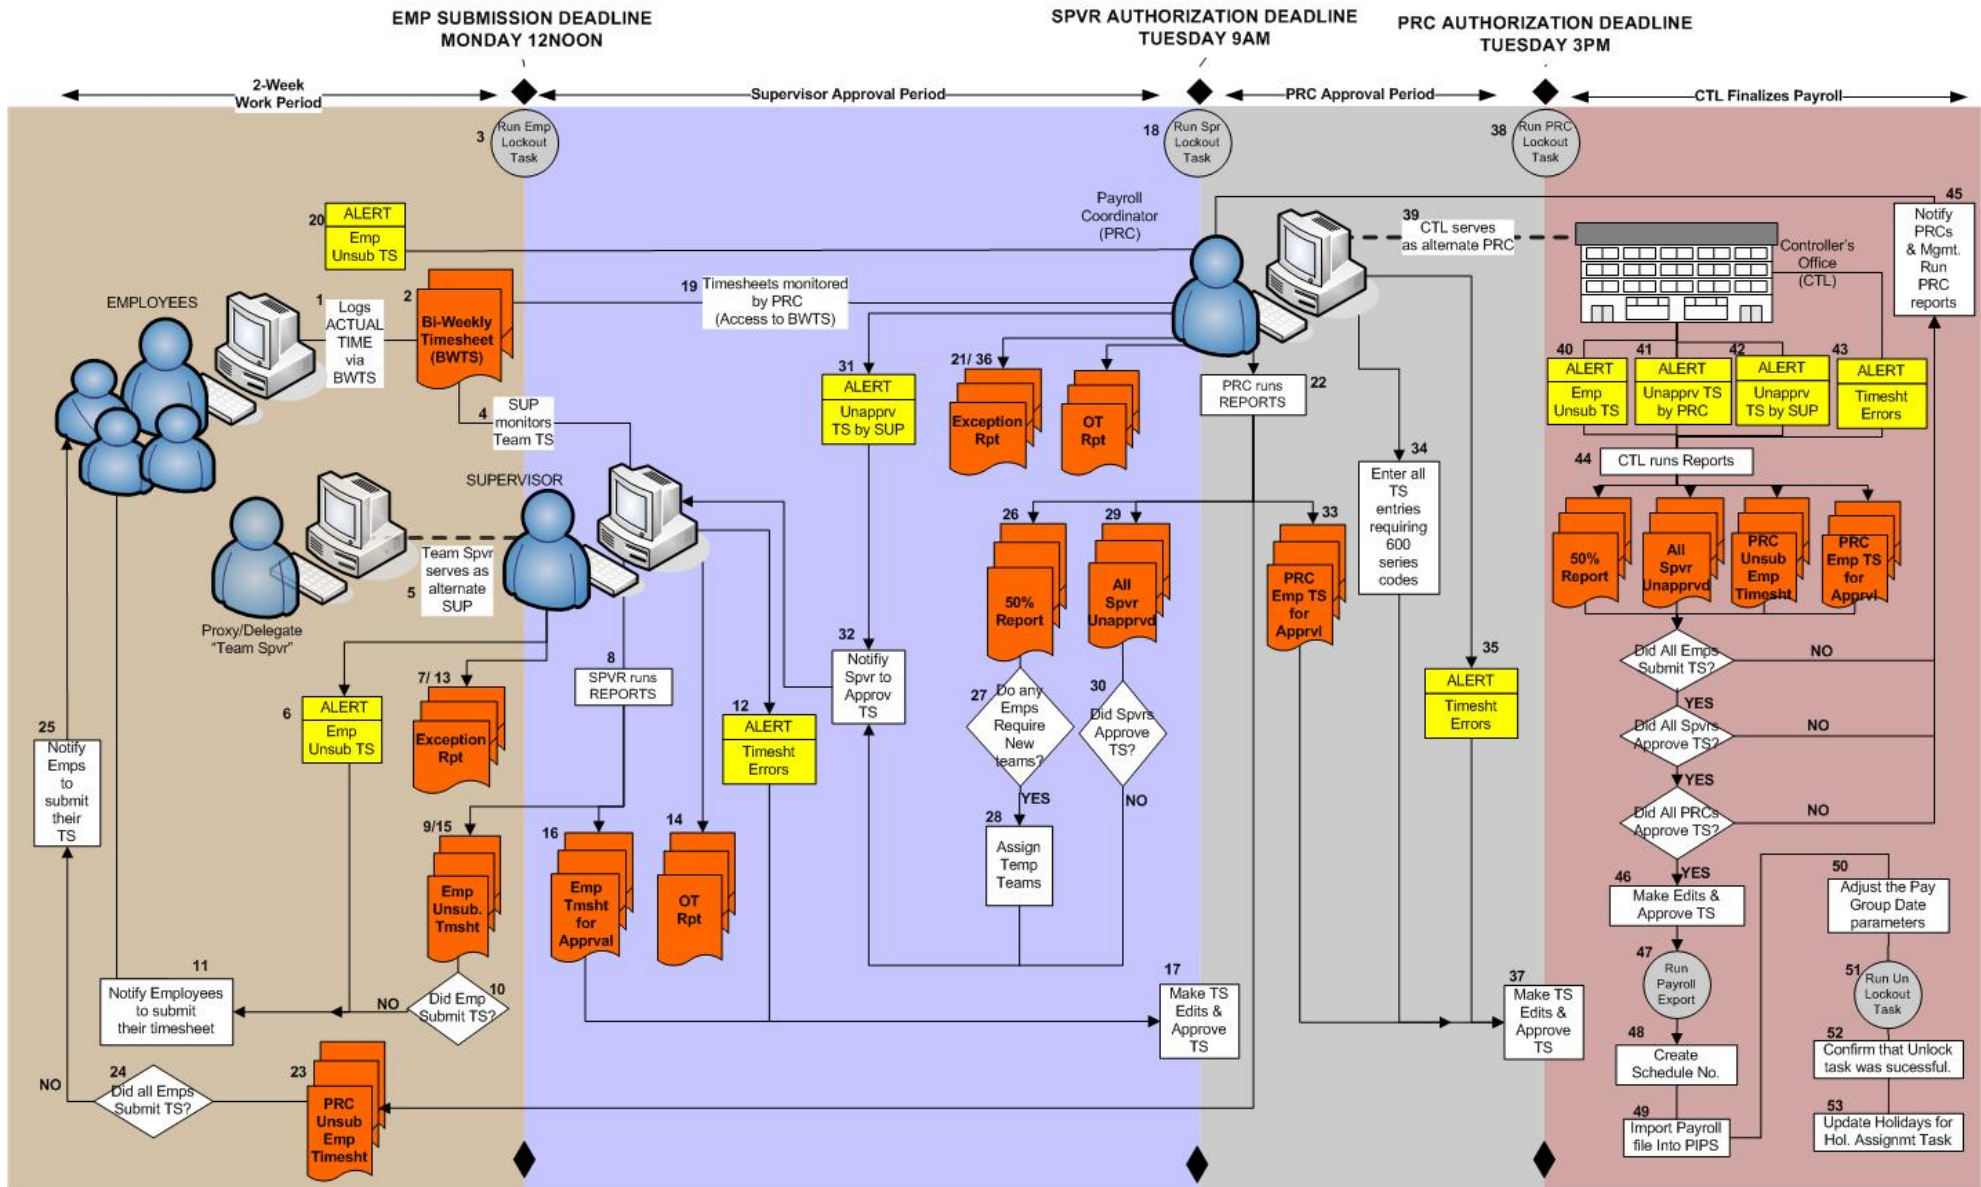 EMP SUBMISSION DEADLINE
MONDAY 12NOON
SPVR AUTHORIZATION DEADLINE
TUESDAY 9AM
PRC AUTHORIZATION DEADLINE
TUESDAY 3PM
2-Week
Work Period
Supervisor Approval Period
PRC Approval Period
CTL Finalizes Payroll
3
Run Emp
Lockout
Task
18
Run Spr
Lockout
Task
38
Run PRC
Lockout
Task
20
ALERT
Emp
Unsub TS
Payroll
Coordinator
(PRC)
39
CTL serves
as alternate PRC
Controller's
Office
(CTL)
45
Notify
PRCs
& Mgmt.
Run
PRC
reports
EMPLOYEES
1
Logs
ACTUAL
TIME
via
BWTS
2
Bi-Weekly
Timesheet
(BWTS)
19
Timesheets monitored
by PRC
(Access to BWTS)
4
SUP
monitors
Team TS
31
ALERT
Unapprv
TS by SUP
21/ 36
Exception
Rpt
OT
Rpt
PRC runs
REPORTS
22
40
ALERT
Emp
Unsub TS
41
ALERT
Unapprv TS
by PRC
42
ALERT
Unapprv
TS by SUP
43
ALERT
Timesht
Errors
44
CTL runs Reports
34
Enter all
TS
entries
requiring
600
series
codes
SUPERVISOR
Proxy/Delegate
"Team Spvr"
5
Team Spvr
serves as
alternate
SUP
26
50%
Report
29
All
Spvr
Unapprvd
33
PRC
Emp TS
for
Apprvl
50%
Report
All
Spvr
Unapprvd
PRC
Unsub
Emp
Timesht
PRC
Emp TS
for
Apprvl
6
ALERT
Emp
Unsub TS
7/ 13
Exception
Rpt
8
SPVR runs
REPORTS
12
ALERT
Timesht
Errors
32
Notifiy
Spvr to
Approv
TS
27
Do any
Emps
Require
New
teams?
YES
28
Assign
Temp
Teams
30
Did Spvrs
Approve
TS?
NO
35
ALERT
Timesht
Errors
Did All Emps
Submit TS?
NO
YES
Did All Spvrs
Approve TS?
NO
YES
Did All PRCs
Approve TS?
NO
YES
25
Notify
Emps
to
submit
their
TS
9/15
Emp
Unsub.
Tmsht
16
Emp
Tmsht
for
Apprval
14
OT
Rpt
10
Did Emp
Submit TS?
NO
11
Notify Employees
to submit
their timesheet
17
Make TS
Edits &
Approve
TS
37
Make TS
Edits &
Approve
TS
24
Did all Emps
Submit TS?
NO
23
PRC
Unsub
Emp
Timesht
46
Make Edits &
Approve TS
47
Run
Payroll
Export
48
Create
Schedule No.
49
Import Payroll
file Into PIPS
50
Adjust the Pay
Group Date
parameters
51
Run Un
Lockout
Task
52
Confirm that Unlock
task was sucessful.
53
Update Holidays for
Hol. Assignmt Task